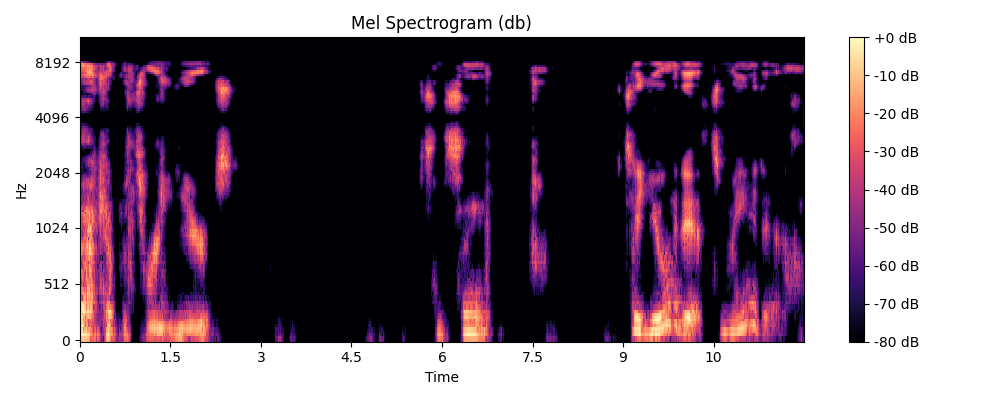 Mel Spectrogram (db)
8192
4096
2048
1024
512
0
Hz
0 1.5 3 4.5 6 7.5 9 10
Time
+0 dB
-10 dB
-20 dB
-30 dB
-40 dB
-50 dB
-60 dB
-70 dB
-80 dB